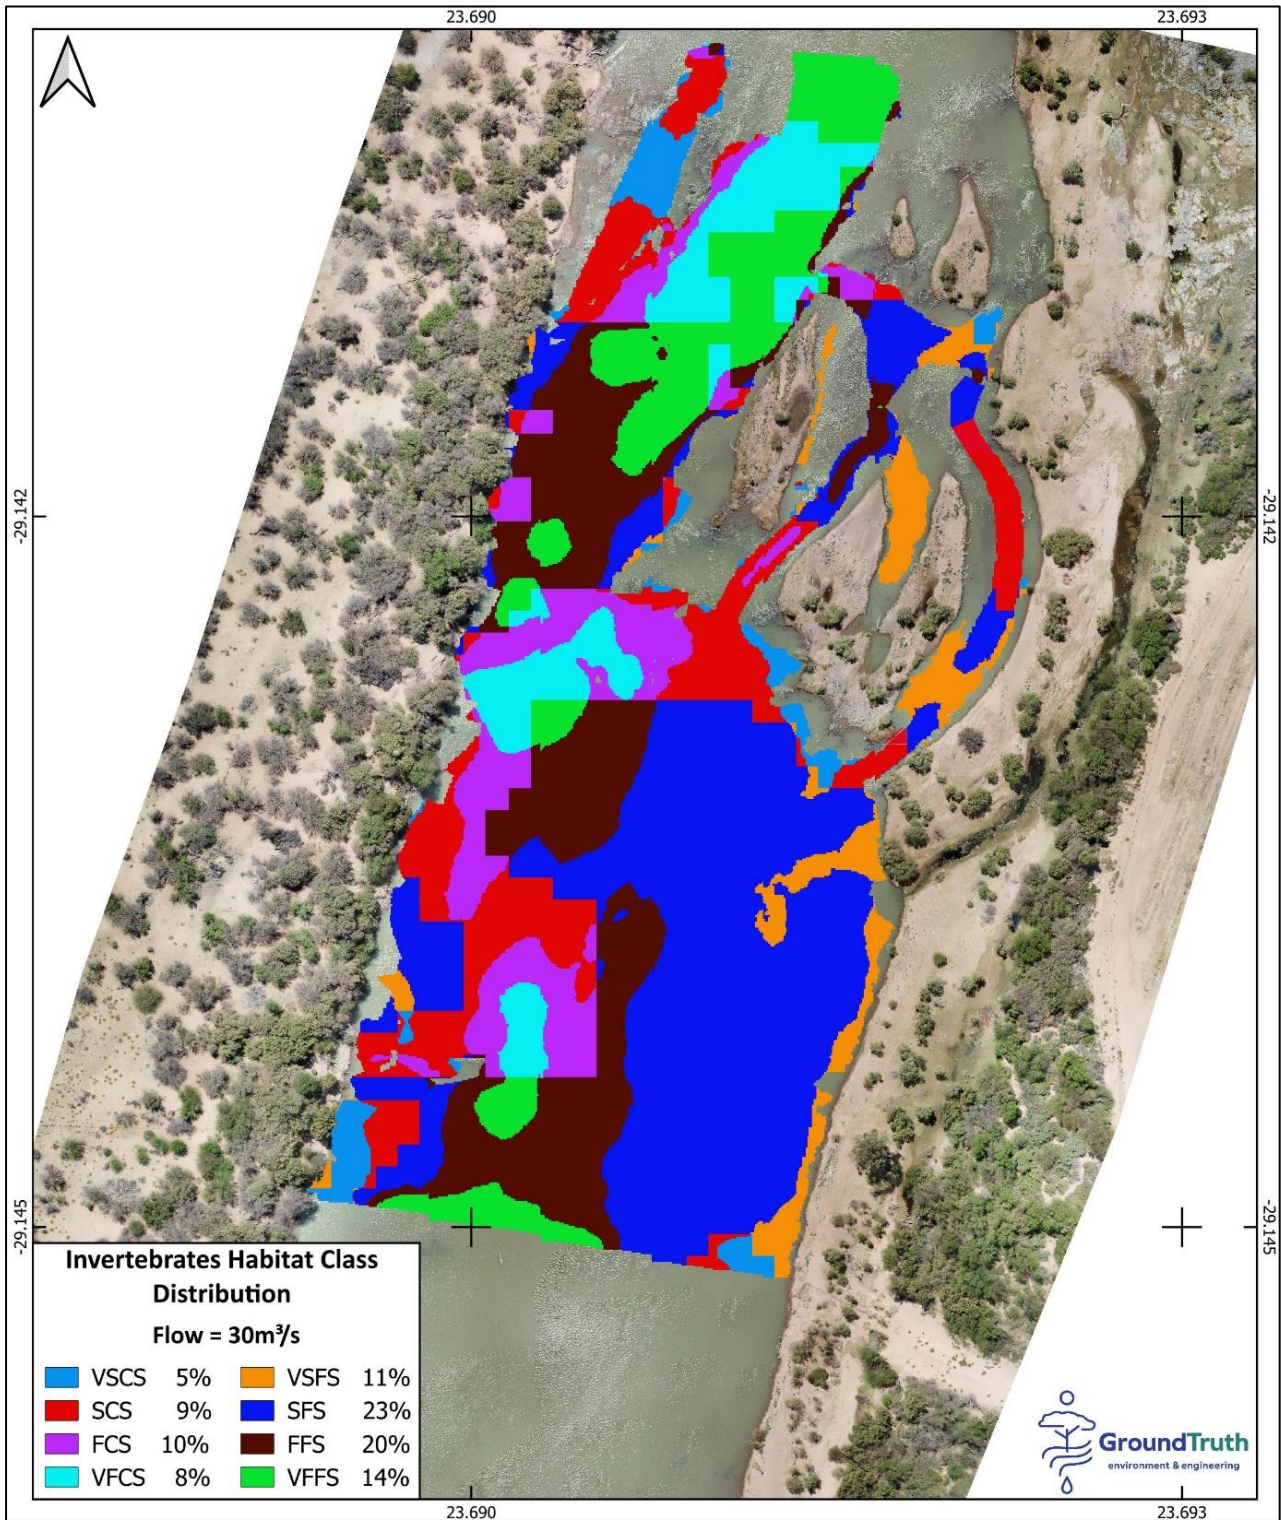 23.690
23.693
-29.142
-29.142
-29.145
-29.145
Invertebrates Habitat Class
Distribution
Flow = 30m³/s
VSCS 5% VSFS 11%
SCS 9% SFS 23%
FCS 10% FFS 20%
VFCS 8% VFFS 14%
GroundTruth
environment & engineering
23.690
23.693